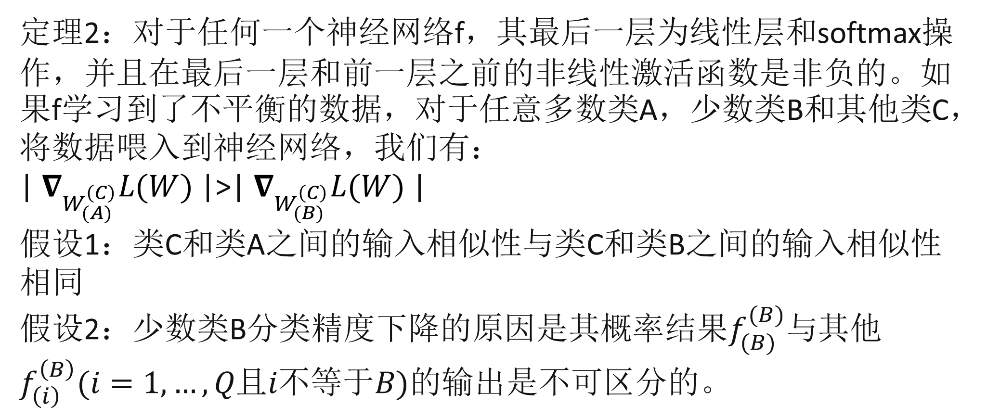 定理2：对于任何一个神经网络f，其最后一层为线性层和softmax操
作，并且在最后一层和前一层之前的非线性激活函数是非负的。如
果f学习到了不平衡的数据，对于任意多数类A，少数类B和其他类C，
将数据喂入到神经网络，我们有：
| ∇_{W_{(A)}^{(C)}} L(W) |>| ∇_{W_{(B)}^{(C)}} L(W) |
假设1：类C和类A之间的输入相似性与类C和类B之间的输入相似性
相同
假设2：少数类B分类精度下降的原因是其概率结果f_{(B)}^{(B)}与其他
f_{(i)}^{(B)}(i = 1, … , Q且i不等于B)的输出是不可区分的。